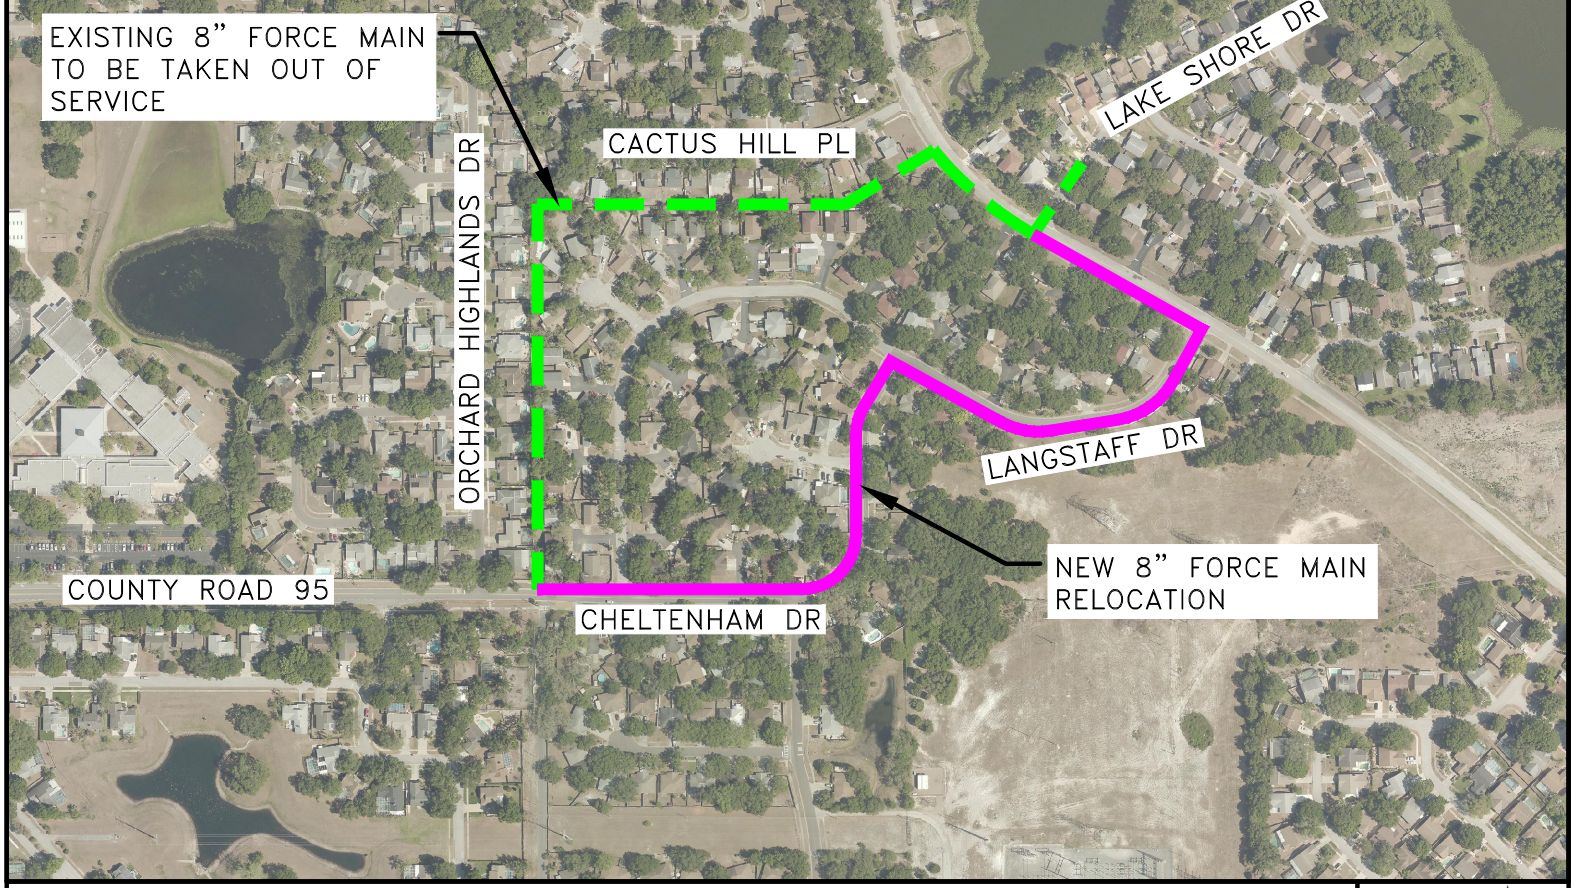 EXISTING 8” FORCE MAIN
TO BE TAKEN OUT OF
SERVICE
LAKE SHORE DR
CACTUS HILL PL
ORCHARD HIGHLANDS DR
LANGSTAFF DR
NEW 8” FORCE MAIN
RELOCATION
COUNTY ROAD 95
CHELTENHAM DR